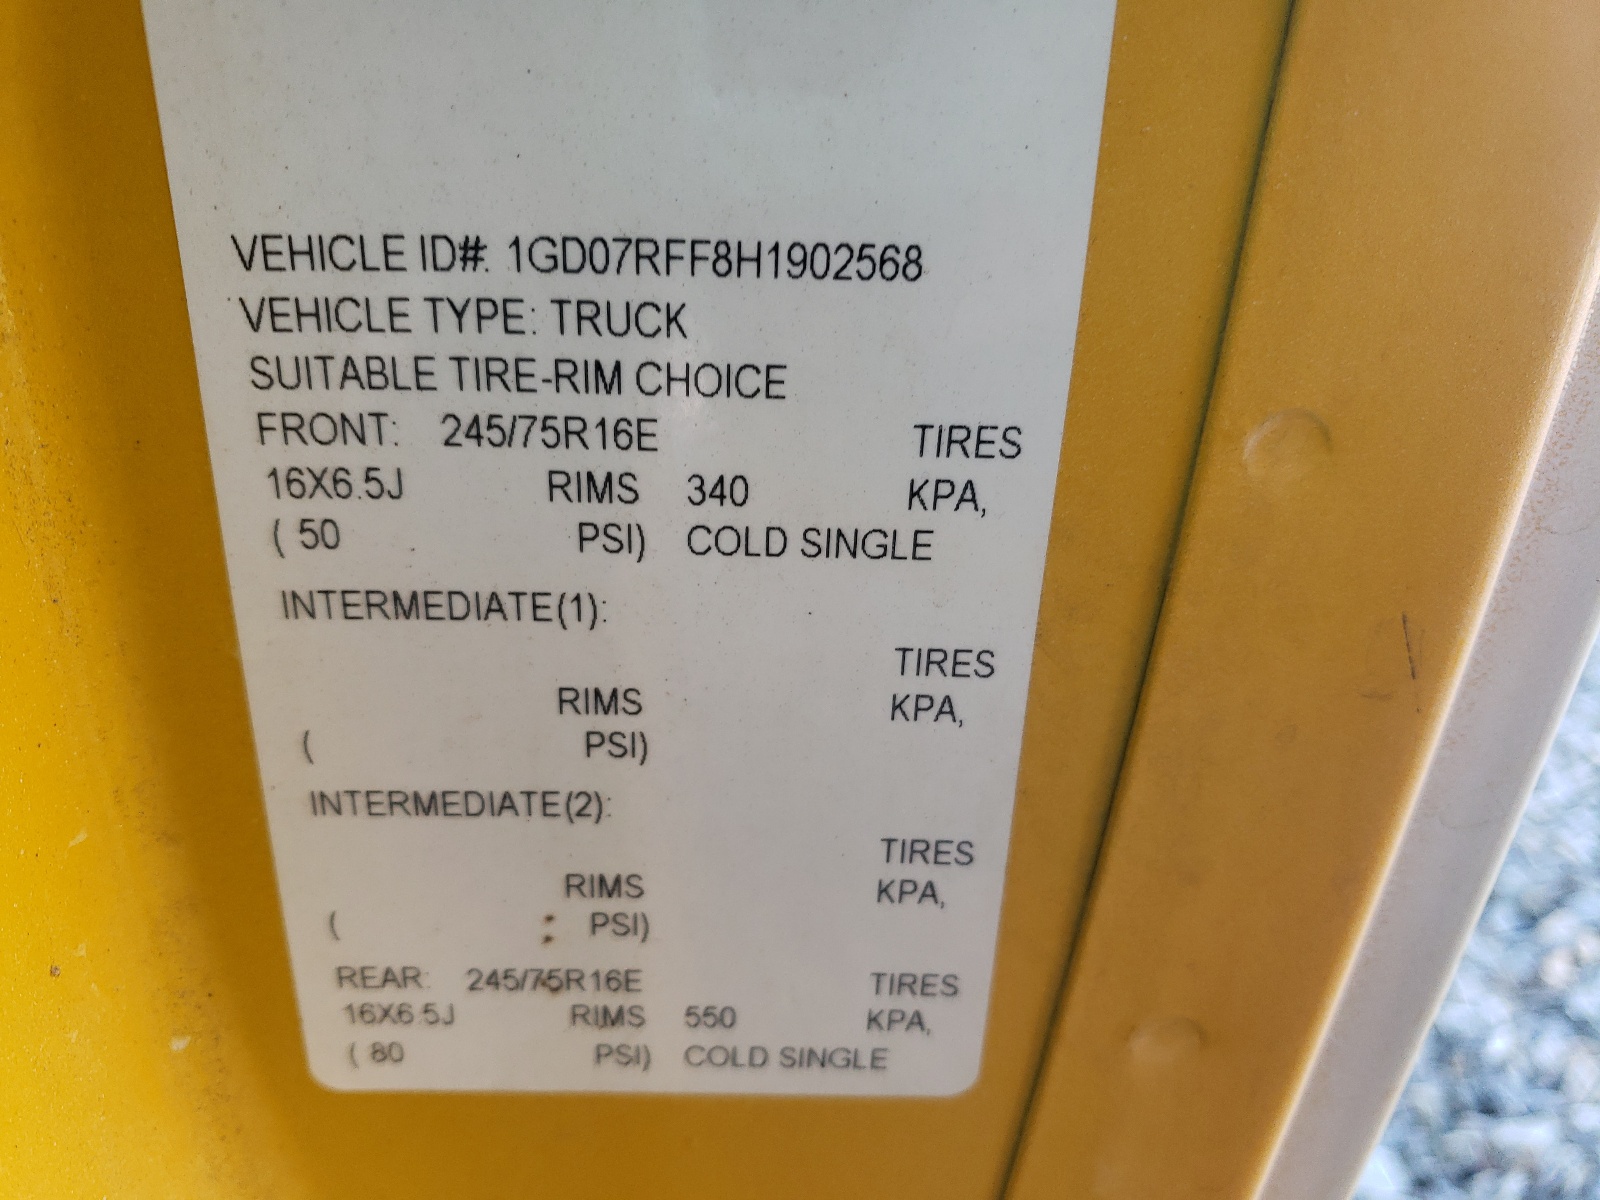 VEHICLE ID#: 1GD07RFF8H1902568
VEHICLE TYPE: TRUCK
SUITABLE TIRE-RIM CHOICE
FRONT: 245/75R16E TIRES
16X6.5J RIMS 340 KPA,
( 50 PSI) COLD SINGLE
INTERMEDIATE(1):
TIRES
RIMS KPA,
( PSI)
INTERMEDIATE(2):
TIRES
RIMS KPA,
( PSI)
REAR: 245/75R16E TIRES
16X6.5J RIMS 550 KPA,
( 80 PSI) COLD SINGLE